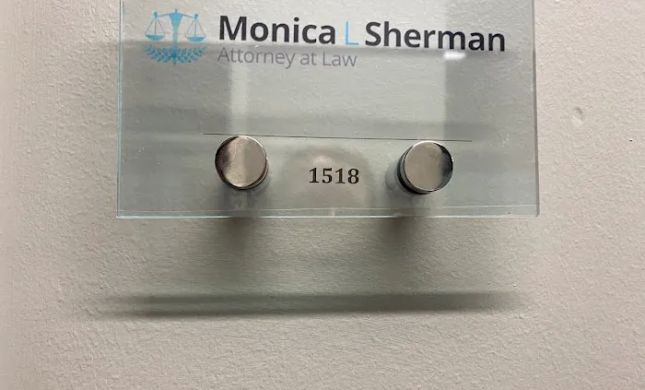 Monica L Sherman
Attorney at Law
1518